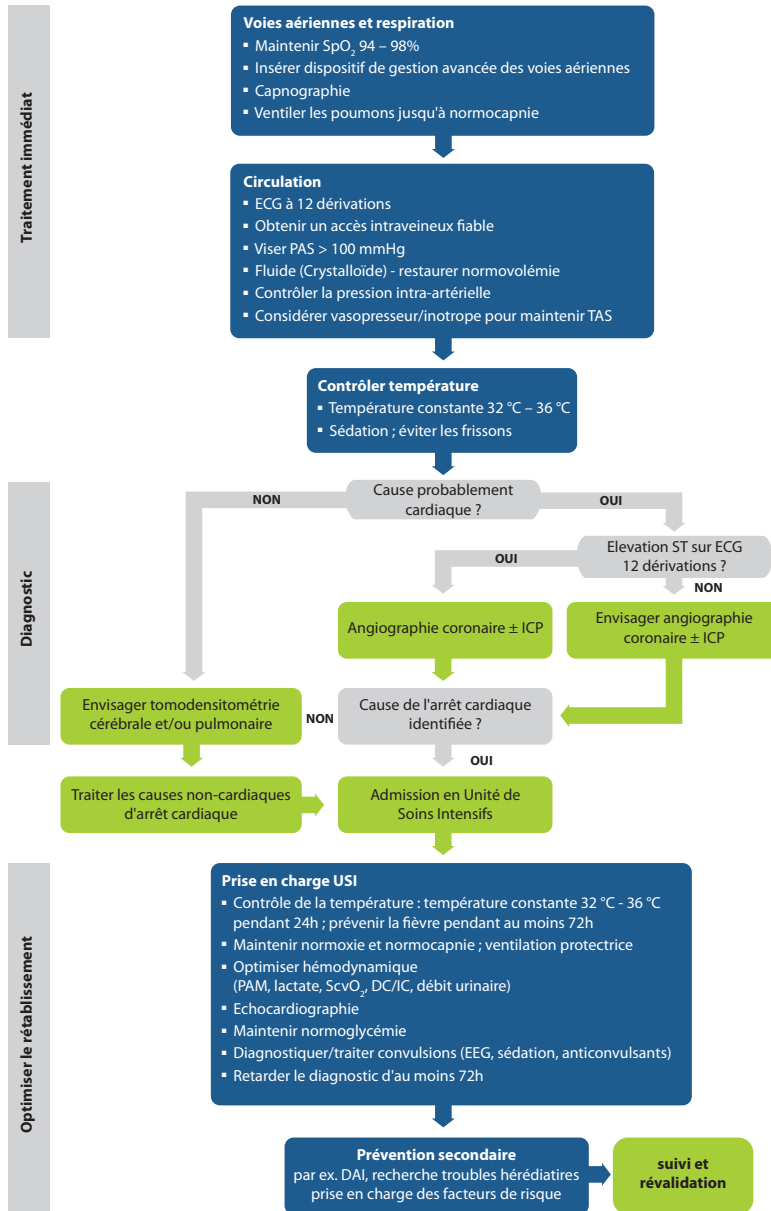 Traitement immédiat
Voies aériennes et respiration
▪ Maintenir SpO₂ 94 – 98%
▪ Insérer dispositif de gestion avancée des voies aériennes
▪ Capnographie
▪ Ventiler les poumons jusqu'à normocapnie
Circulation
▪ ECG à 12 dérivations
▪ Obtenir un accès intraveineux fiable
▪ Viser PAS > 100 mmHg
▪ Fluide (Crystalloïde) - restaurer normovolémie
▪ Contrôler la pression intra-artérielle
▪ Considérer vasopresseur/inotrope pour maintenir TAS
Contrôler température
▪ Température constante 32 °C – 36 °C
▪ Sédation ; éviter les frissons
Diagnostic
Cause probablement
cardiaque ?
NON
OUI
Elevation ST sur ECG
12 dérivations ?
OUI
NON
Angiographie coronaire ± ICP
Envisager angiographie
coronaire ± ICP
Envisager tomodensitométrie
cérébrale et/ou pulmonaire
NON
Cause de l'arrêt cardiaque
identifiée ?
OUI
Traiter les causes non-cardiaques
d'arrêt cardiaque
Admission en Unité de
Soins Intensifs
Optimiser le rétablissement
Prise en charge USI
▪ Contrôle de la température : température constante 32 °C - 36 °C
pendant 24h ; prévenir la fièvre pendant au moins 72h
▪ Maintenir normoxie et normocapnie ; ventilation protectrice
▪ Optimiser hémodynamique
(PAM, lactate, ScvO₂, DC/IC, débit urinaire)
▪ Echocardiographie
▪ Maintenir normoglycémie
▪ Diagnostiquer/traiter convulsions (EEG, sédation, anticonvulsants)
▪ Retarder le diagnostic d'au moins 72h
Prévention secondaire
par ex. DAI, recherche troubles héréditaires
prise en charge des facteurs de risque
suivi et
révalidation